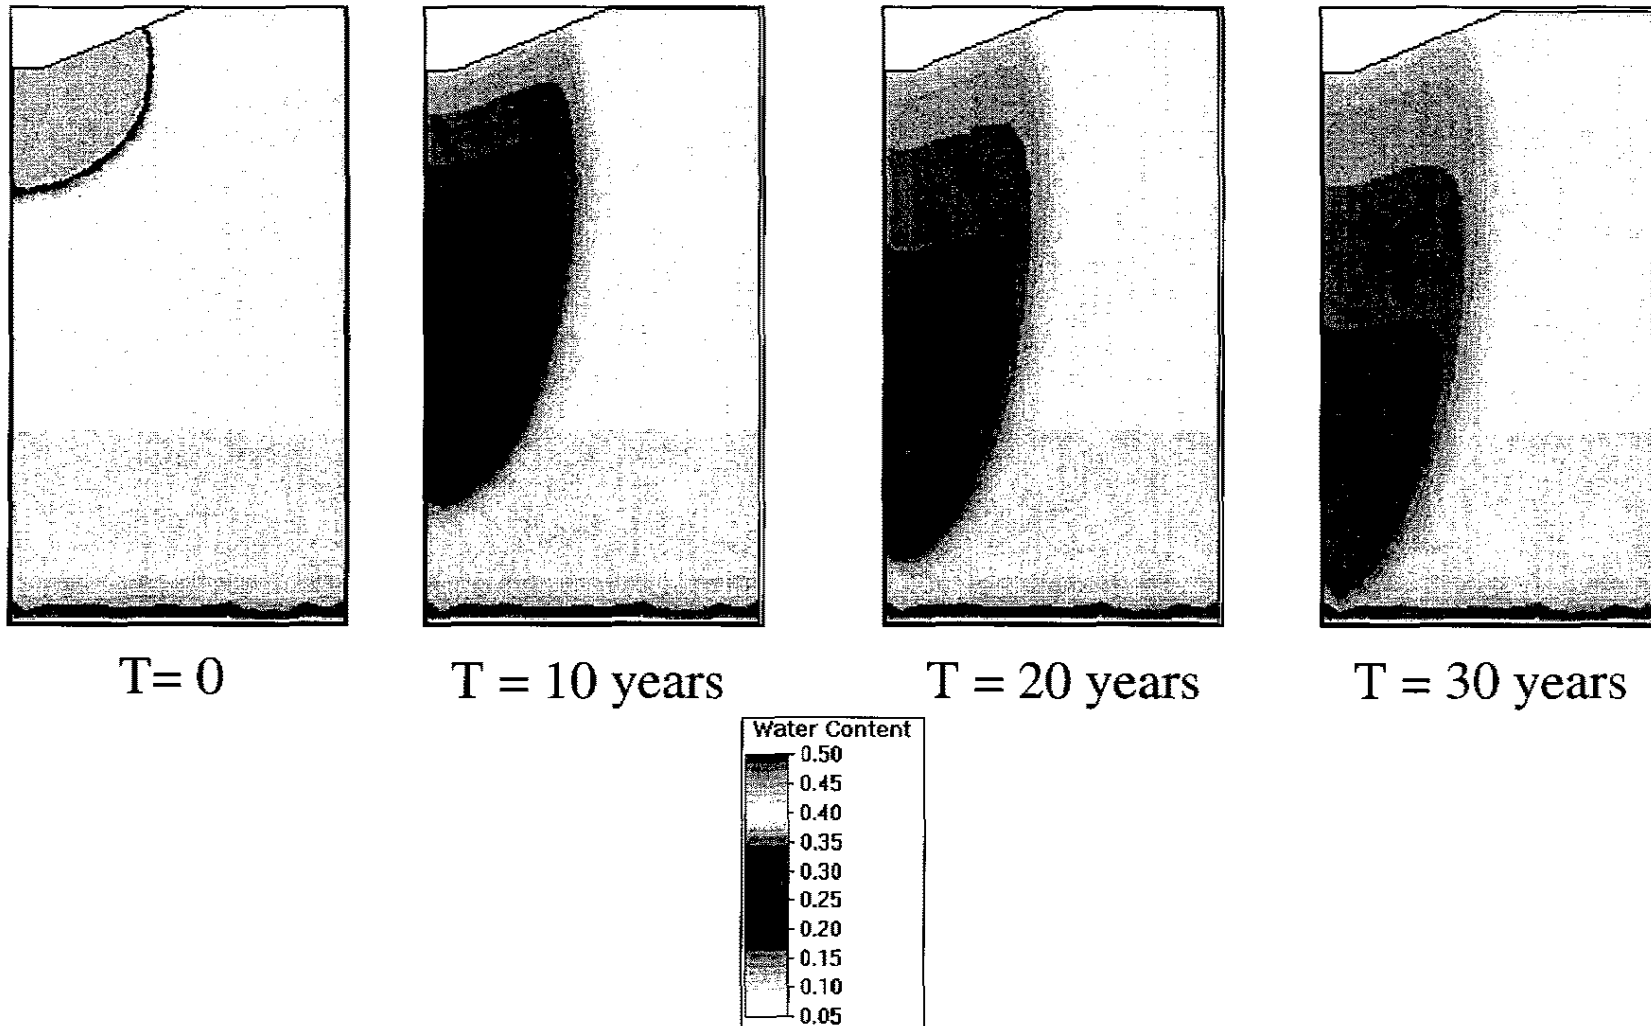 T= 0
T = 10 years
T = 20 years
T = 30 years
Water Content
0.50
0.45
0.40
0.35
0.30
0.25
0.20
0.15
0.10
0.05